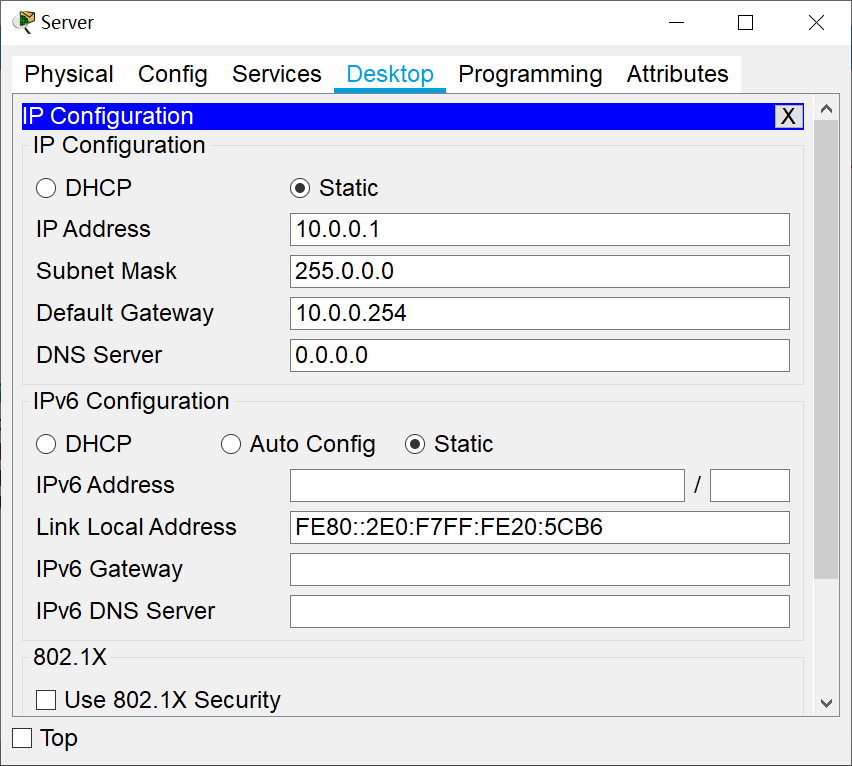 Server
Physical Config Services Desktop Programming Attributes
IP Configuration X
IP Configuration
DHCP Static
IP Address 10.0.0.1
Subnet Mask 255.0.0.0
Default Gateway 10.0.0.254
DNS Server 0.0.0.0
IPv6 Configuration
DHCP Auto Config Static
IPv6 Address /
Link Local Address FE80::2E0:F7FF:FE20:5CB6
IPv6 Gateway
IPv6 DNS Server
802.1X
Use 802.1X Security
Top